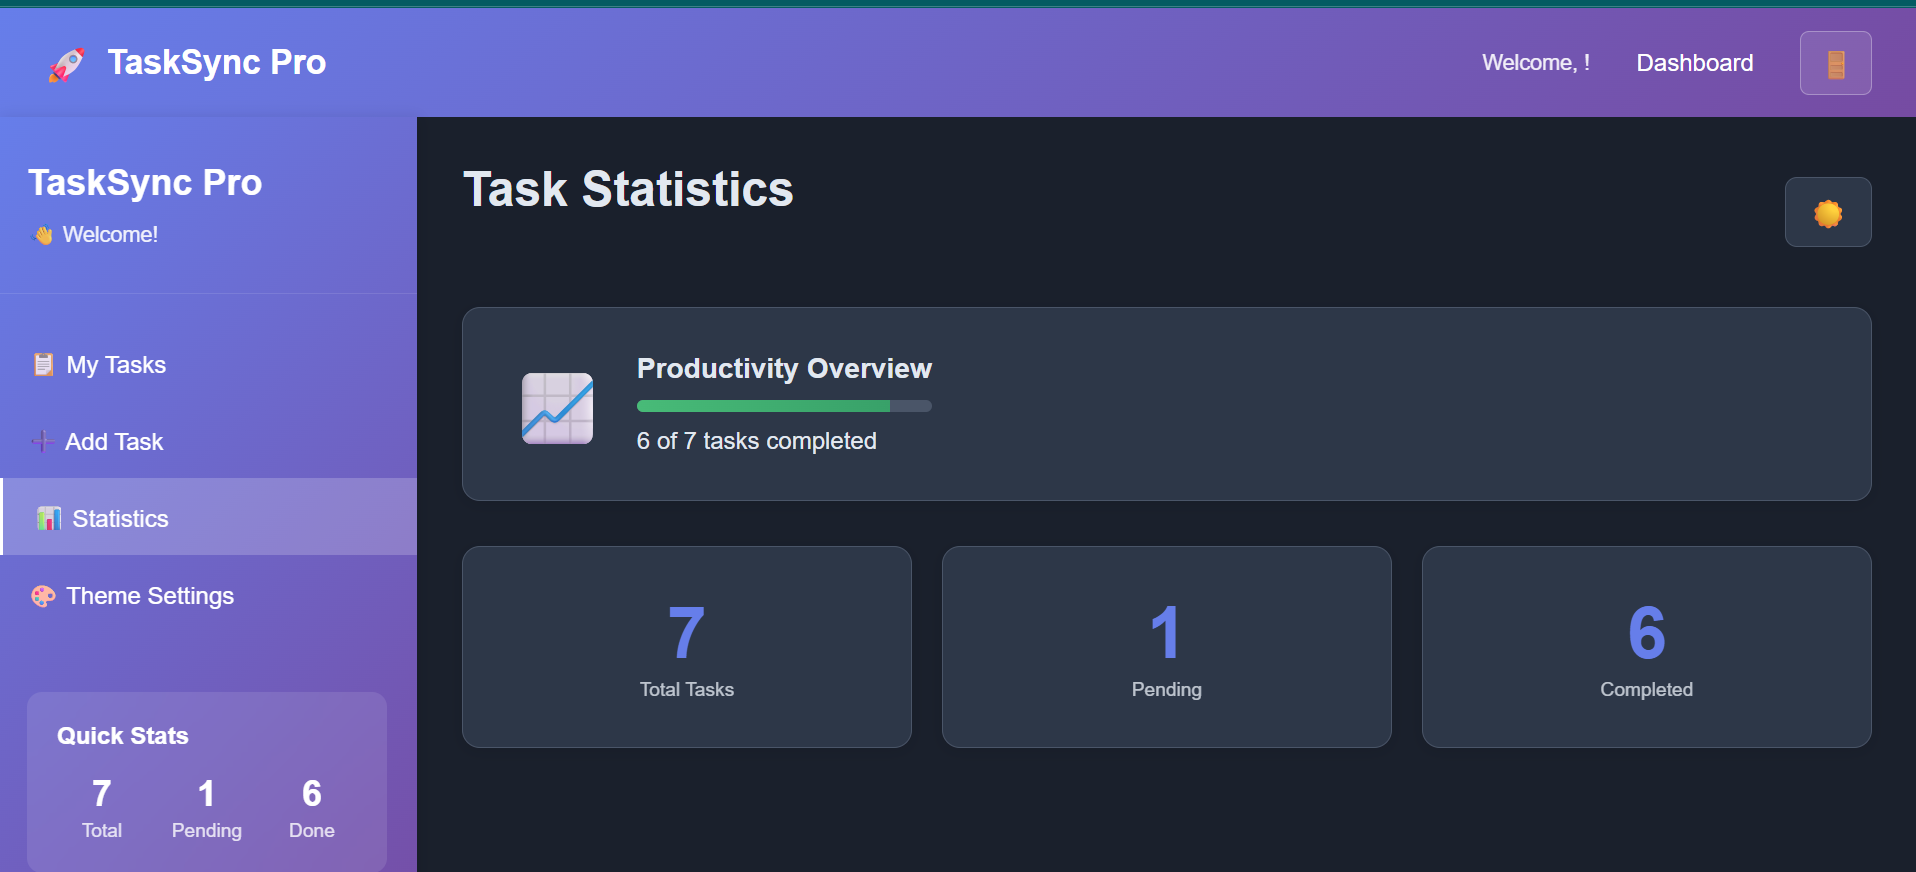 TaskSync Pro
Welcome, !
Dashboard
TaskSync Pro
Welcome!
My Tasks
Add Task
Statistics
Theme Settings
Quick Stats
7 1 6
Total Pending Done
Task Statistics
Productivity Overview
6 of 7 tasks completed
7
Total Tasks
1
Pending
6
Completed